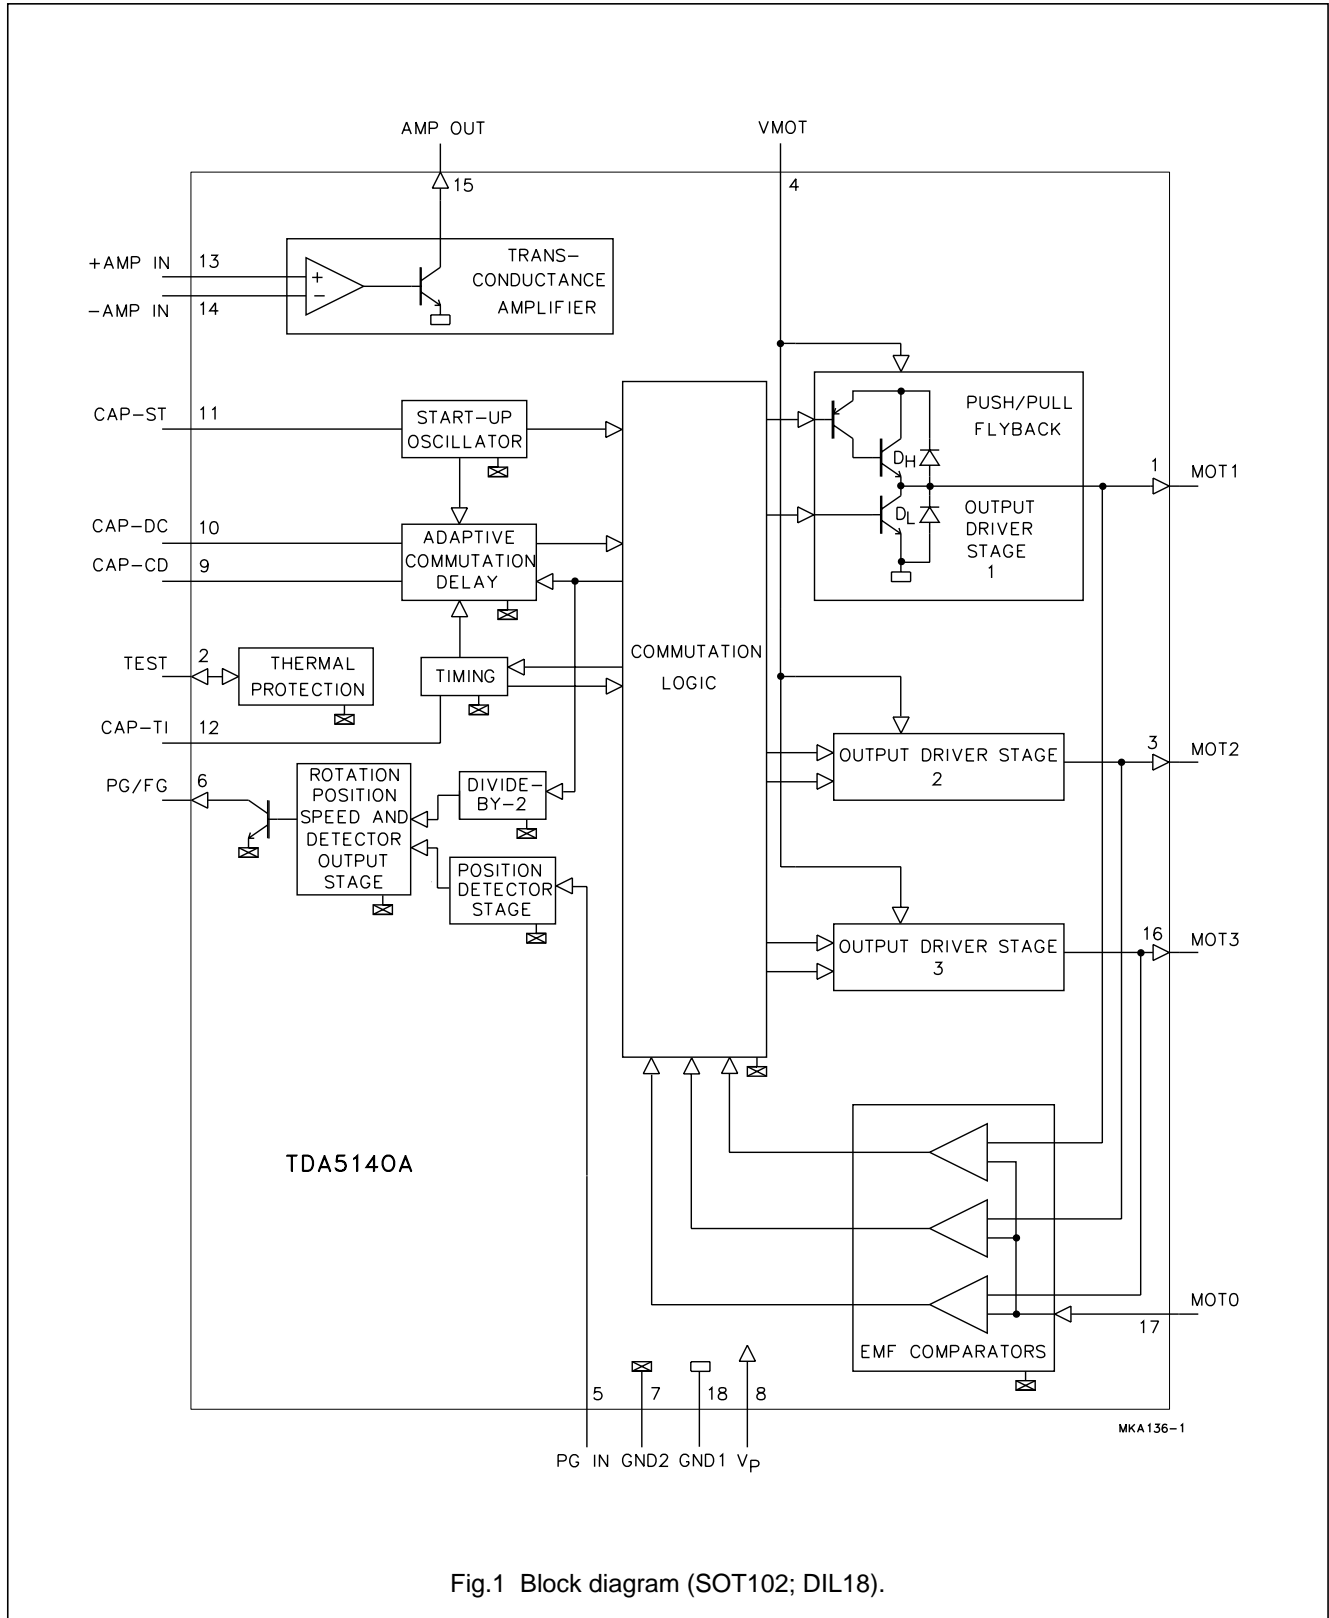 AMP OUT
VMOT
15
4
+AMP IN
13
-AMP IN
14
+
-
TRANS-
CONDUCTANCE
AMPLIFIER
CAP-ST
11
START-UP
OSCILLATOR
PUSH/PULL
FLYBACK
DH
DL
OUTPUT
DRIVER
STAGE
1
1
MOT1
CAP-DC
10
CAP-CD
9
ADAPTIVE
COMMUTATION
DELAY
COMMUTATION
LOGIC
TEST
2
THERMAL
PROTECTION
TIMING
CAP-TI
12
OUTPUT DRIVER STAGE
2
3
MOT2
PG/FG
6
ROTATION
POSITION
SPEED AND
DETECTOR
OUTPUT
STAGE
DIVIDE-
BY-2
POSITION
DETECTOR
STAGE
OUTPUT DRIVER STAGE
3
16
MOT3
TDA5140A
MOT0
17
EMF COMPARATORS
5
7
18
8
PG IN
GND2
GND1
VP
MKA136-1
Fig.1 Block diagram (SOT102; DIL18).